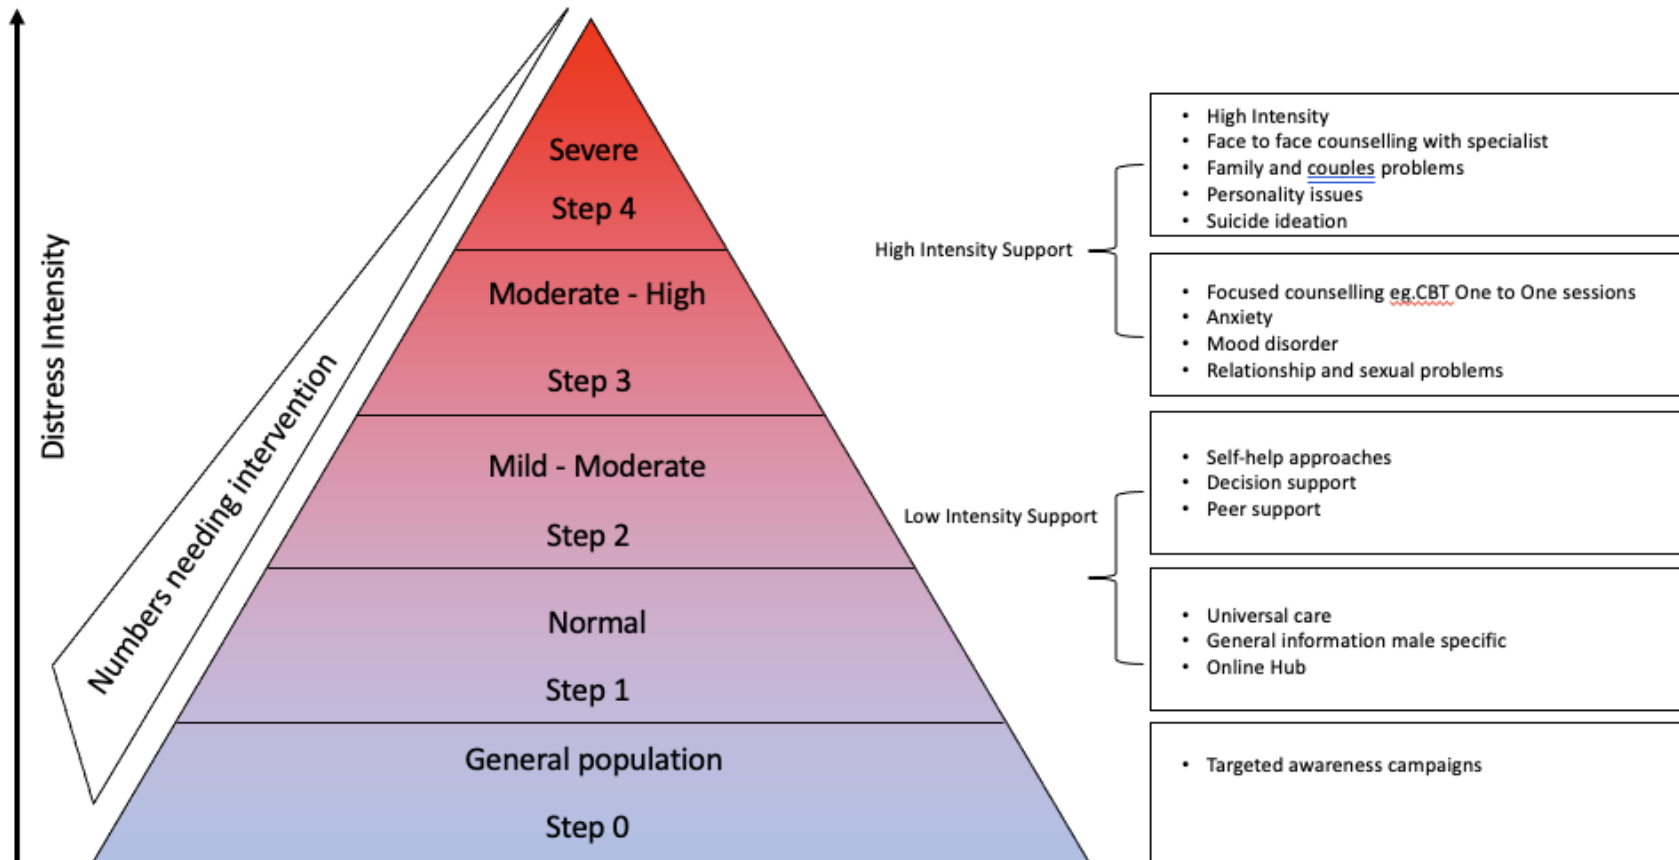 Distress Intensity
Numbers needing intervention
Severe
Step 4
Moderate - High
Step 3
Mild - Moderate
Step 2
Normal
Step 1
General population
Step 0
High Intensity Support
Low Intensity Support
• High Intensity
• Face to face counselling with specialist
• Family and couples problems
• Personality issues
• Suicide ideation
• Focused counselling eg.CBT One to One sessions
• Anxiety
• Mood disorder
• Relationship and sexual problems
• Self-help approaches
• Decision support
• Peer support
• Universal care
• General information male specific
• Online Hub
• Targeted awareness campaigns